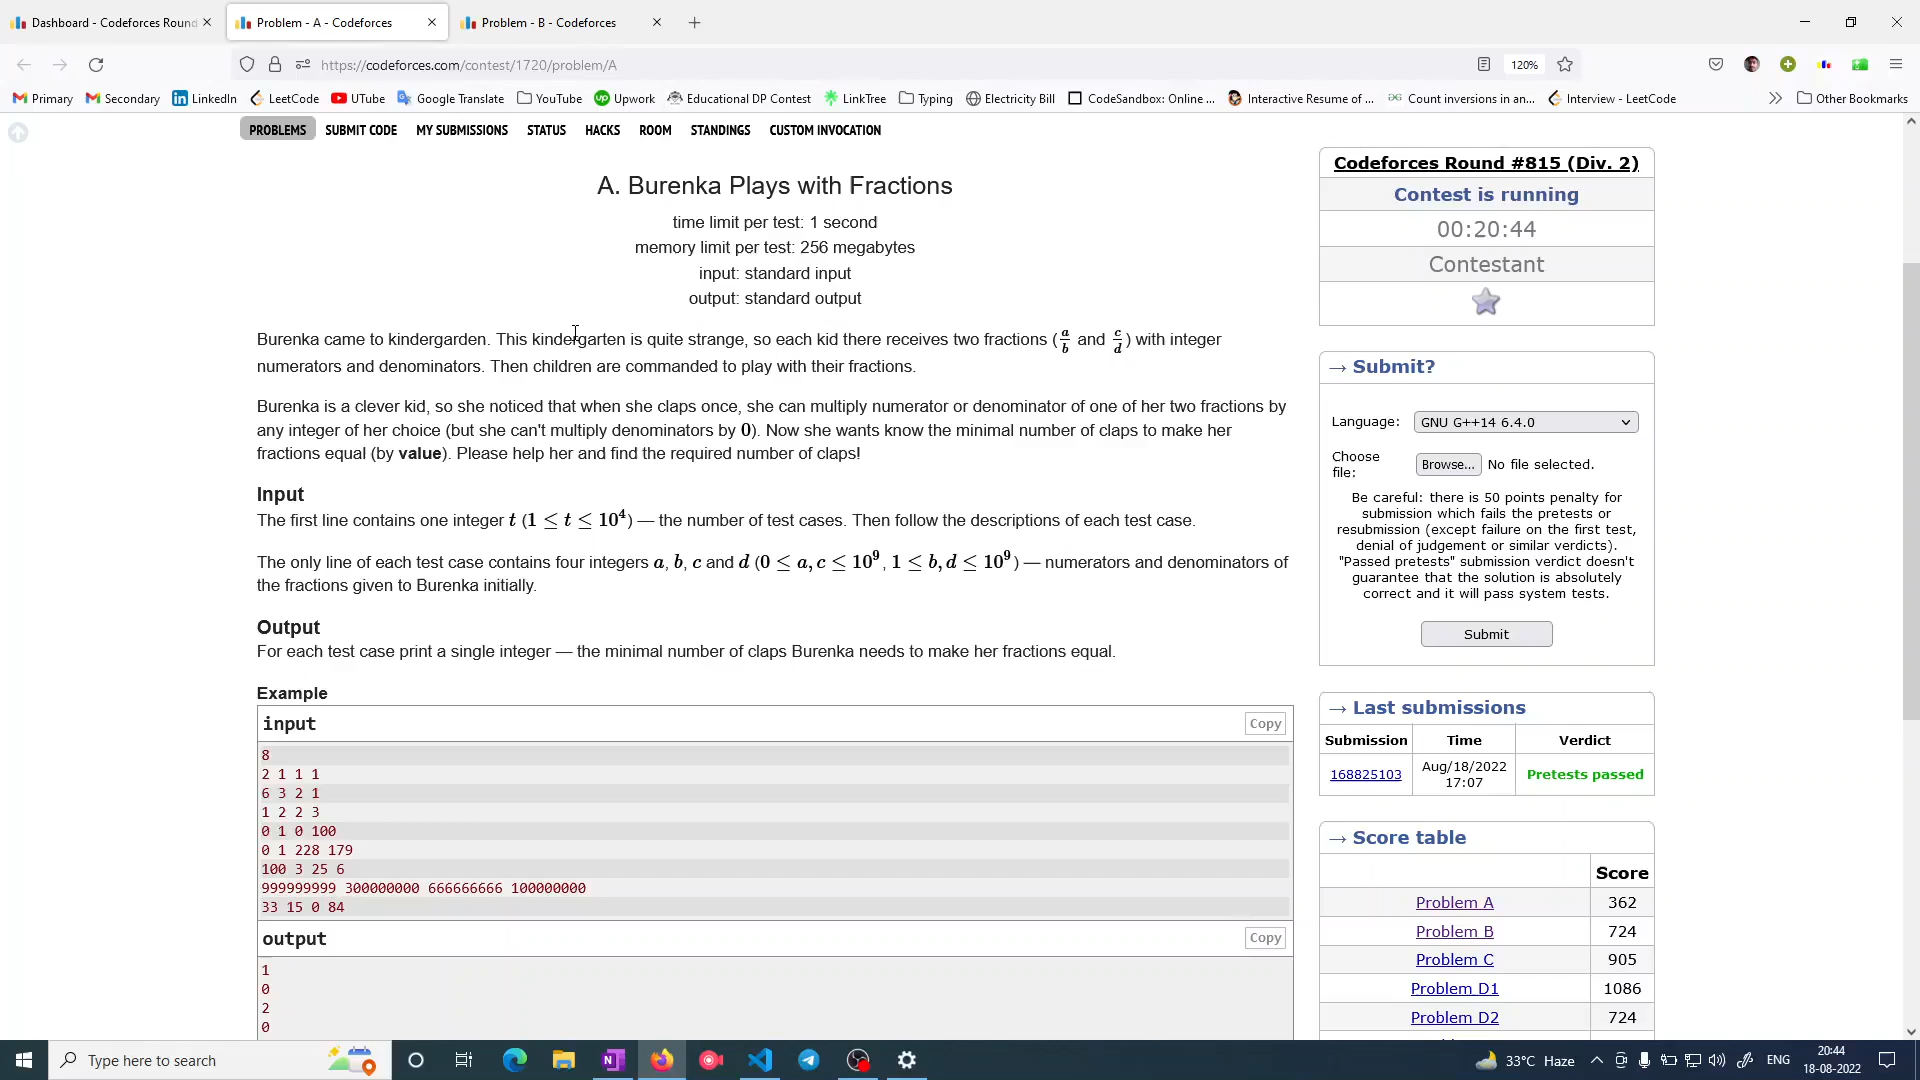 Dashboard - Codeforces Round
Problem - A - Codeforces
Problem - B - Codeforces
https://codeforces.com/contest/1720/problem/A
120%
Primary
Secondary
LinkedIn
LeetCode
UTube
Google Translate
YouTube
Upwork
Educational DP Contest
LinkTree
Typing
Electricity Bill
CodeSandbox: Online ...
Interactive Resume of ...
Count inversions in an...
Interview - LeetCode
Other Bookmarks
PROBLEMS SUBMIT CODE MY SUBMISSIONS STATUS HACKS ROOM STANDINGS CUSTOM INVOCATION
A. Burenka Plays with Fractions
time limit per test: 1 second
memory limit per test: 256 megabytes
input: standard input
output: standard output
Burenka came to kindergarden. This kindergarten is quite strange, so each kid there receives two fractions (a/b and c/d) with integer
numerators and denominators. Then children are commanded to play with their fractions.
Burenka is a clever kid, so she noticed that when she claps once, she can multiply numerator or denominator of one of her two fractions by
any integer of her choice (but she can't multiply denominators by 0). Now she wants know the minimal number of claps to make her
fractions equal (by value). Please help her and find the required number of claps!
Input
The first line contains one integer t (1 ≤ t ≤ 10⁴) — the number of test cases. Then follow the descriptions of each test case.
The only line of each test case contains four integers a, b, c and d (0 ≤ a, c ≤ 10⁹, 1 ≤ b, d ≤ 10⁹) — numerators and denominators of
the fractions given to Burenka initially.
Output
For each test case print a single integer — the minimal number of claps Burenka needs to make her fractions equal.
Example
input
Copy
8
2 1 1 1
6 3 2 1
1 2 2 3
0 1 0 100
0 1 228 179
100 3 25 6
999999999 300000000 666666666 100000000
33 15 0 84
output
Copy
1
0
2
0
Codeforces Round #815 (Div. 2)
Contest is running
00:20:44
Contestant
→ Submit?
Language: GNU G++14 6.4.0
Choose
file:
Browse... No file selected.
Be careful: there is 50 points penalty for
submission which fails the pretests or
resubmission (except failure on the first test,
denial of judgement or similar verdicts).
"Passed pretests" submission verdict doesn't
guarantee that the solution is absolutely
correct and it will pass system tests.
Submit
→ Last submissions
Submission Time Verdict
168825103 Aug/18/2022 17:07 Pretests passed
→ Score table
Score
Problem A 362
Problem B 724
Problem C 905
Problem D1 1086
Problem D2 724
Type here to search
33°C Haze
ENG
20:44
18-08-2022